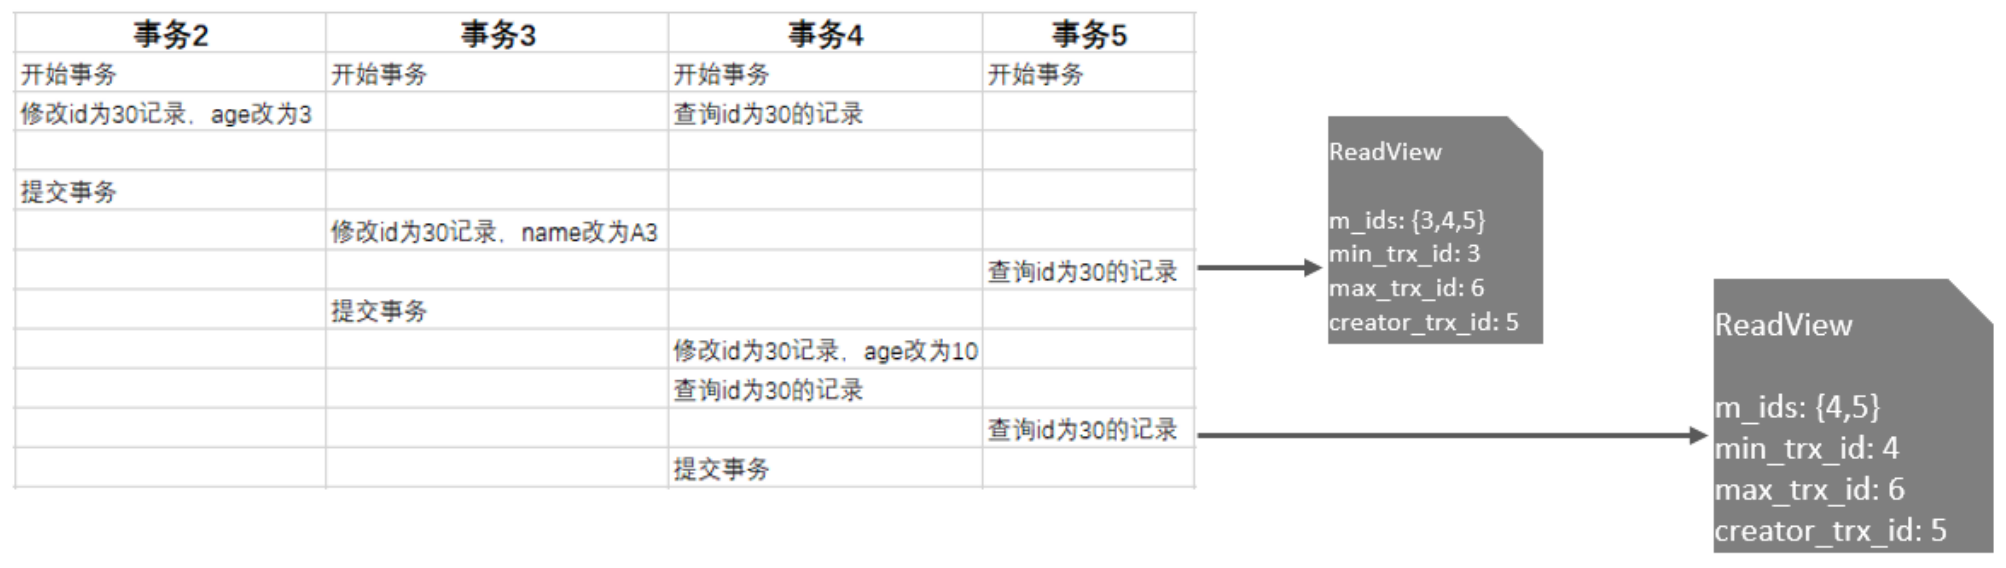 事务2 事务3 事务4 事务5
开始事务 开始事务 开始事务 开始事务
修改id为30记录，age改为3 查询id为30的记录
提交事务
修改id为30记录，name改为A3
查询id为30的记录
提交事务
修改id为30记录，age改为10
查询id为30的记录
查询id为30的记录
提交事务
ReadView
m_ids: {3,4,5}
min_trx_id: 3
max_trx_id: 6
creator_trx_id: 5
ReadView
m_ids: {4,5}
min_trx_id: 4
max_trx_id: 6
creator_trx_id: 5